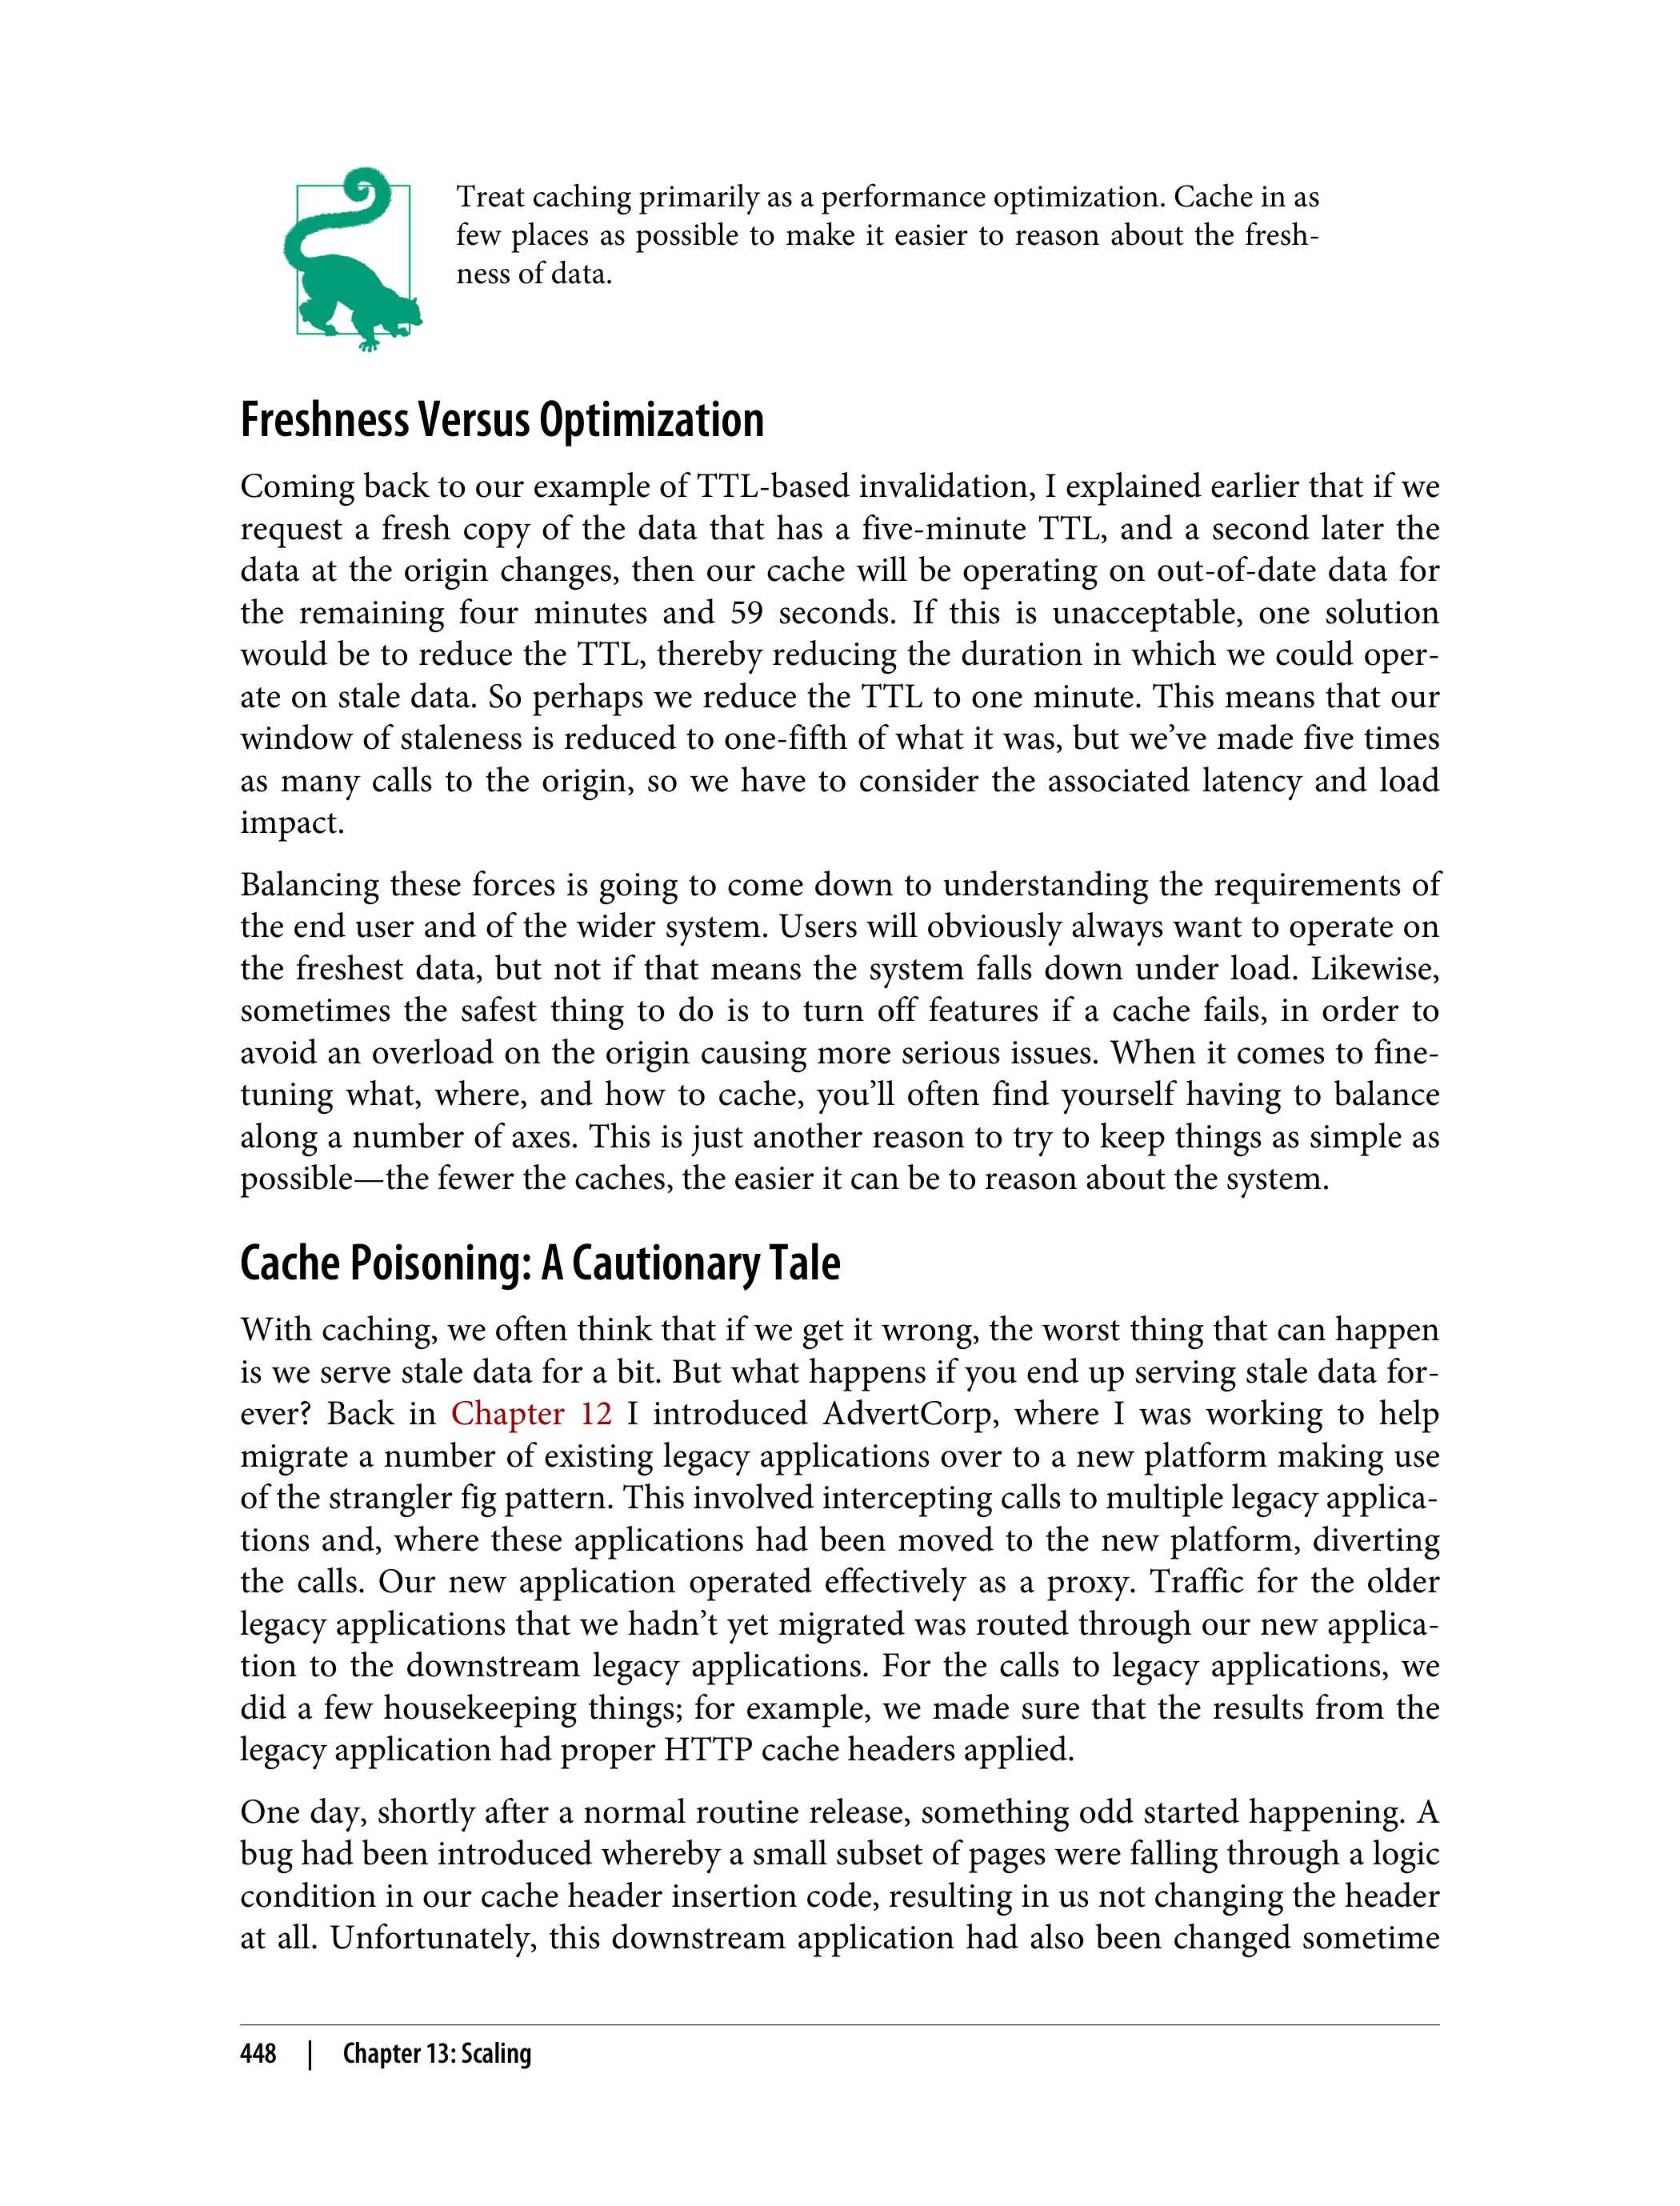 Treat caching primarily as a performance optimization. Cache in as
few places as possible to make it easier to reason about the fresh-
ness of data.
Freshness Versus Optimization
Coming back to our example of TTL-based invalidation, I explained earlier that if we
request a fresh copy of the data that has a five-minute TTL, and a second later the
data at the origin changes, then our cache will be operating on out-of-date data for
the remaining four minutes and 59 seconds. If this is unacceptable, one solution
would be to reduce the TTL, thereby reducing the duration in which we could oper-
ate on stale data. So perhaps we reduce the TTL to one minute. This means that our
window of staleness is reduced to one-fifth of what it was, but we’ve made five times
as many calls to the origin, so we have to consider the associated latency and load
impact.
Balancing these forces is going to come down to understanding the requirements of
the end user and of the wider system. Users will obviously always want to operate on
the freshest data, but not if that means the system falls down under load. Likewise,
sometimes the safest thing to do is to turn off features if a cache fails, in order to
avoid an overload on the origin causing more serious issues. When it comes to fine-
tuning what, where, and how to cache, you’ll often find yourself having to balance
along a number of axes. This is just another reason to try to keep things as simple as
possible—the fewer the caches, the easier it can be to reason about the system.
Cache Poisoning: A Cautionary Tale
With caching, we often think that if we get it wrong, the worst thing that can happen
is we serve stale data for a bit. But what happens if you end up serving stale data for-
ever? Back in Chapter 12 I introduced AdvertCorp, where I was working to help
migrate a number of existing legacy applications over to a new platform making use
of the strangler fig pattern. This involved intercepting calls to multiple legacy applica-
tions and, where these applications had been moved to the new platform, diverting
the calls. Our new application operated effectively as a proxy. Traffic for the older
legacy applications that we hadn’t yet migrated was routed through our new applica-
tion to the downstream legacy applications. For the calls to legacy applications, we
did a few housekeeping things; for example, we made sure that the results from the
legacy application had proper HTTP cache headers applied.
One day, shortly after a normal routine release, something odd started happening. A
bug had been introduced whereby a small subset of pages were falling through a logic
condition in our cache header insertion code, resulting in us not changing the header
at all. Unfortunately, this downstream application had also been changed sometime
448 | Chapter 13: Scaling